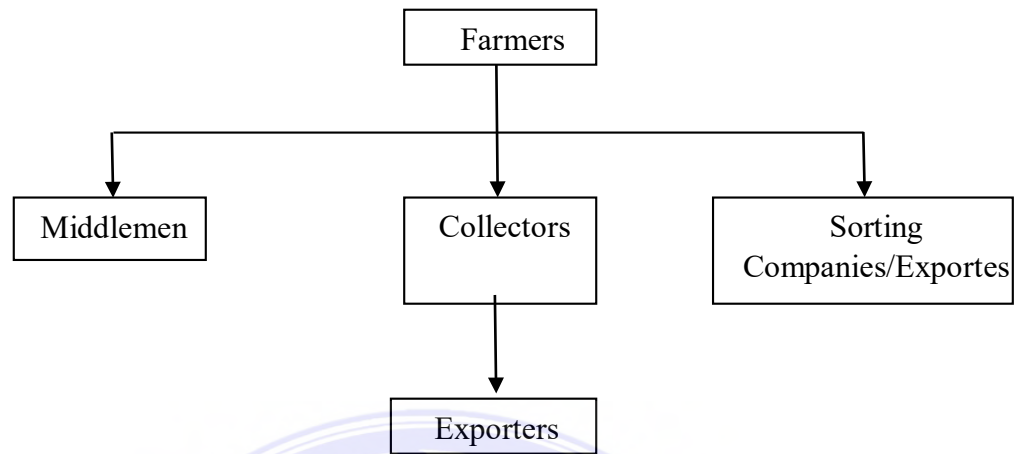 Farmers
Middlemen
Collectors
Sorting
Companies/Exportes
Exporters